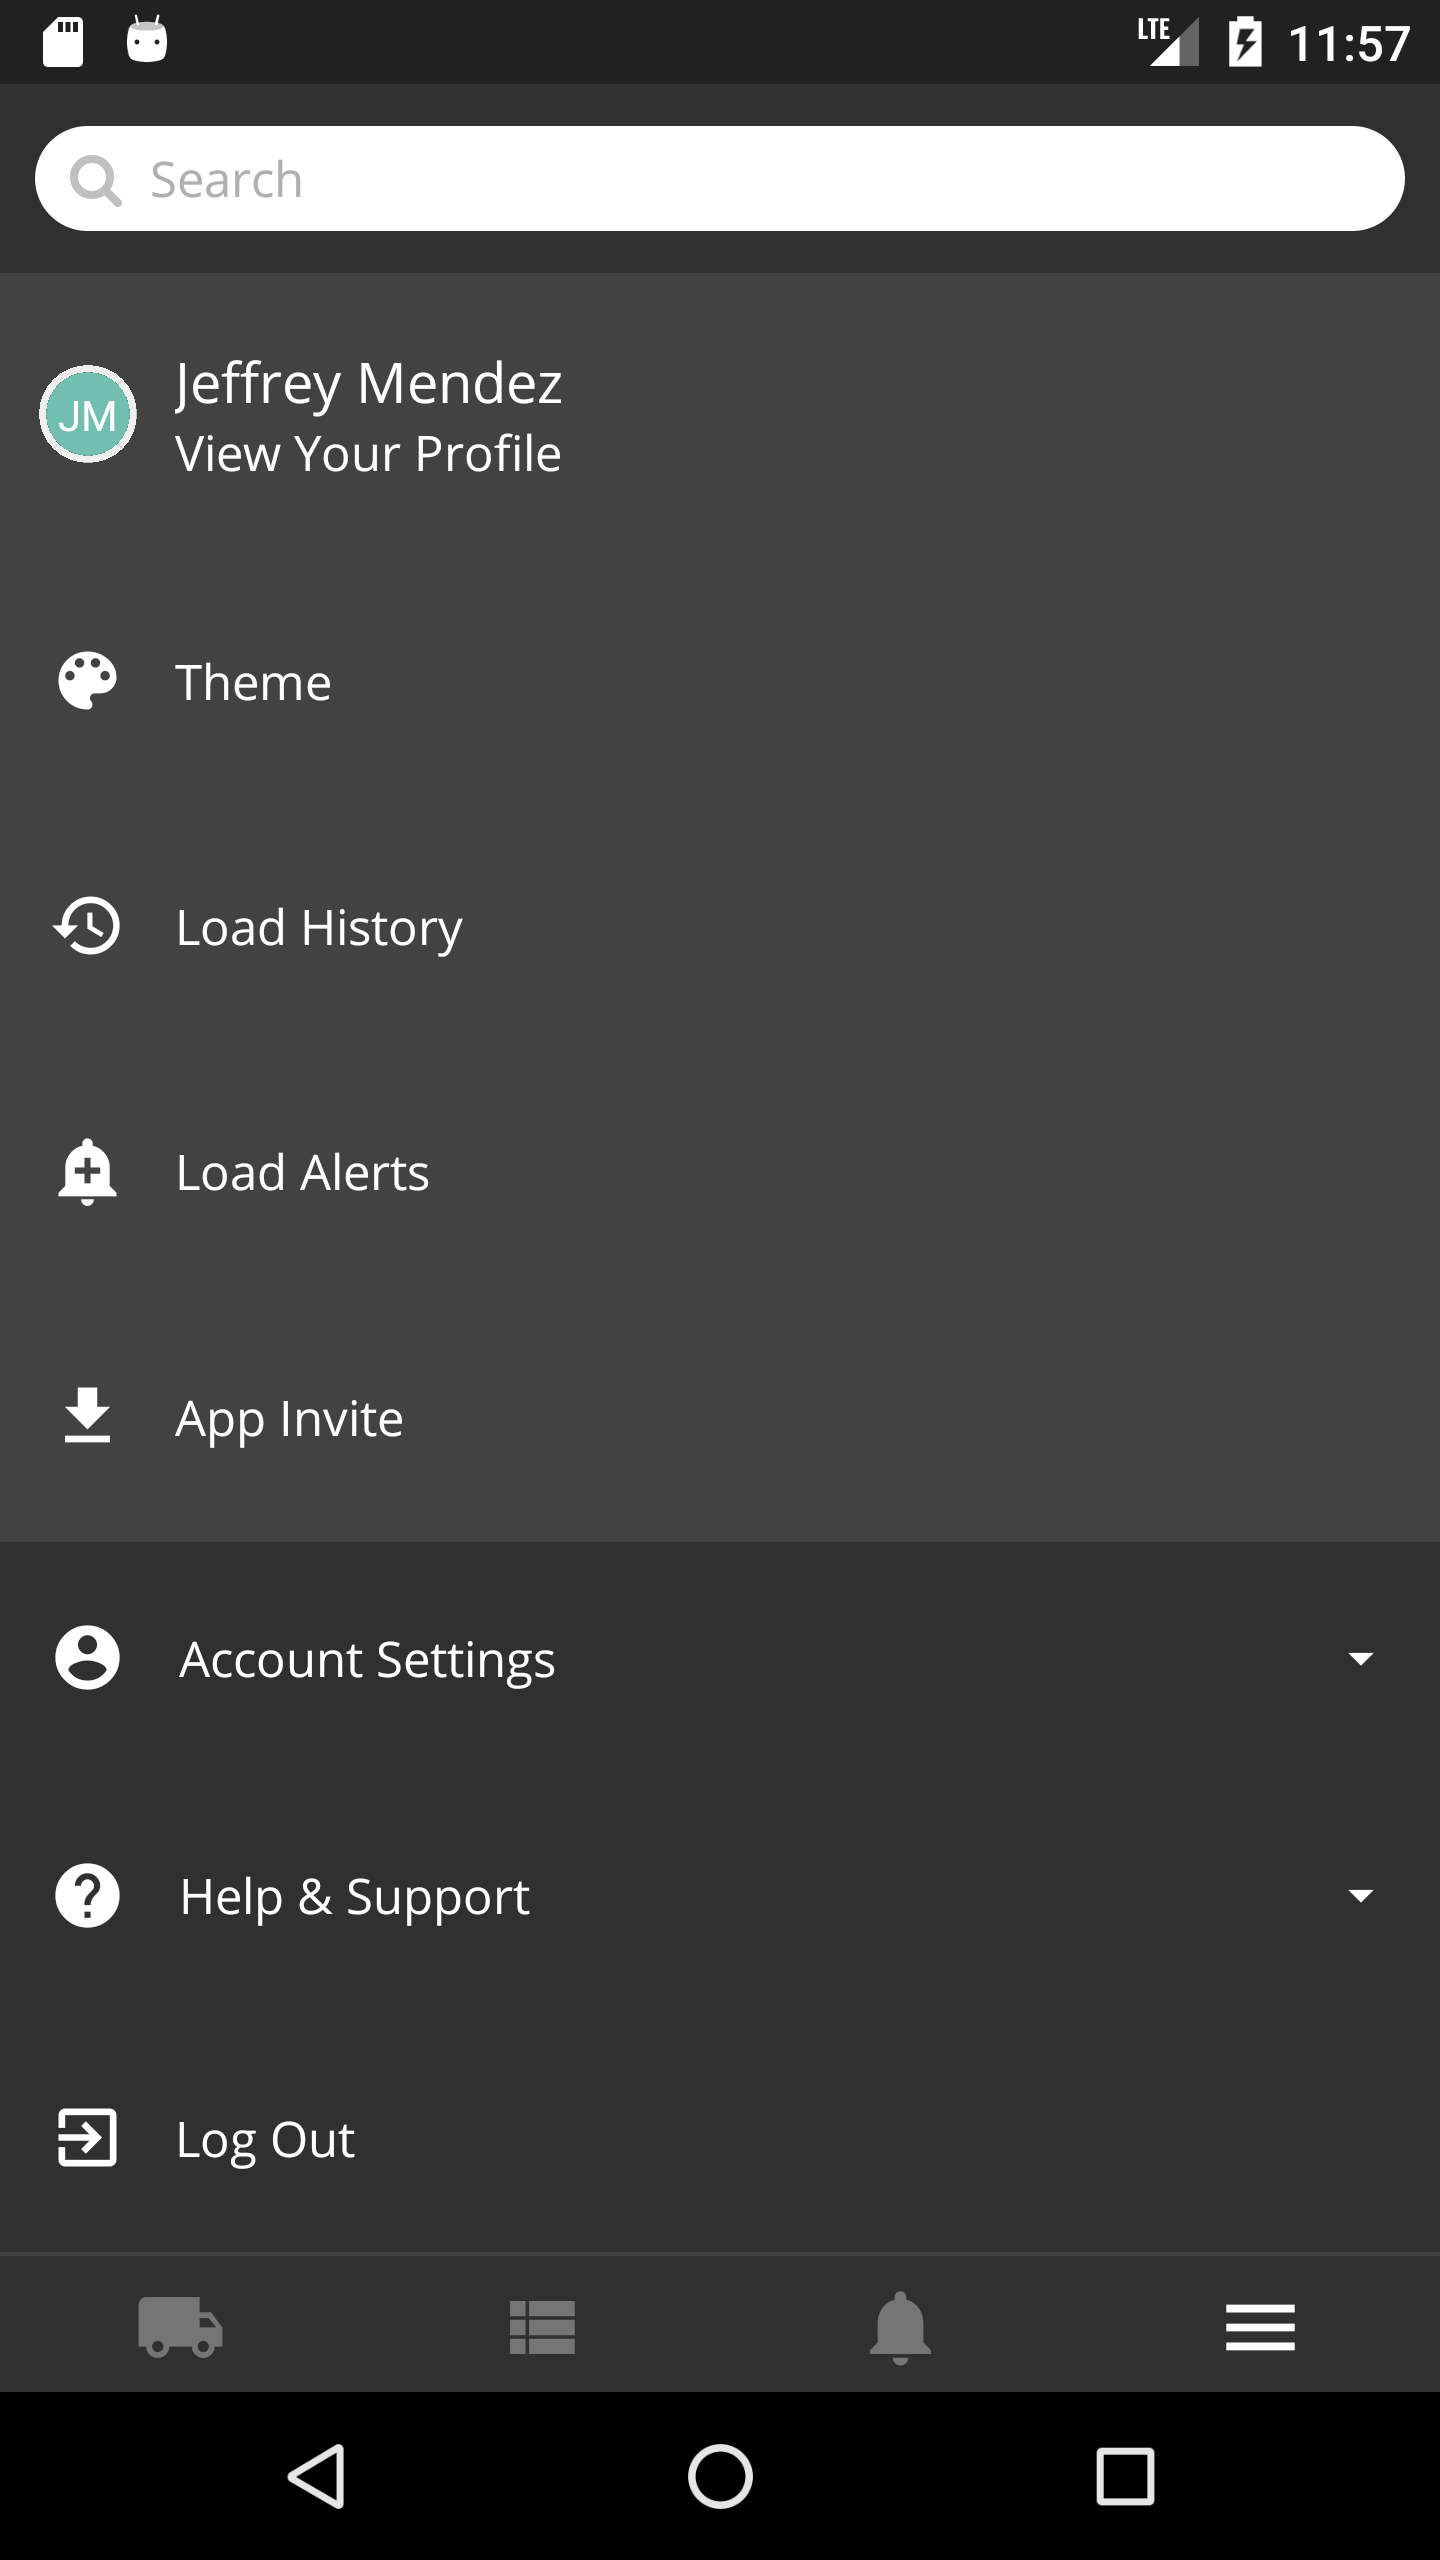 LTE 11:57
Search
JM
Jeffrey Mendez
View Your Profile
Theme
Load History
Load Alerts
App Invite
Account Settings
Help & Support
Log Out